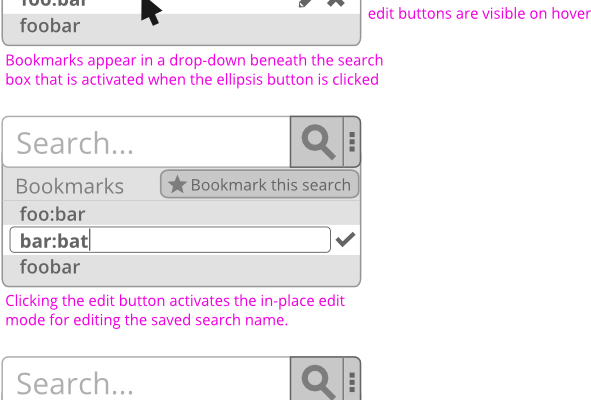 foo:bar
edit buttons are visible on hover
foobar
Bookmarks appear in a drop-down beneath the search
box that is activated when the ellipsis button is clicked
Search...
Bookmarks
Bookmark this search
foo:bar
bar:bat
foobar
Clicking the edit button activates the in-place edit
mode for editing the saved search name.
Search...